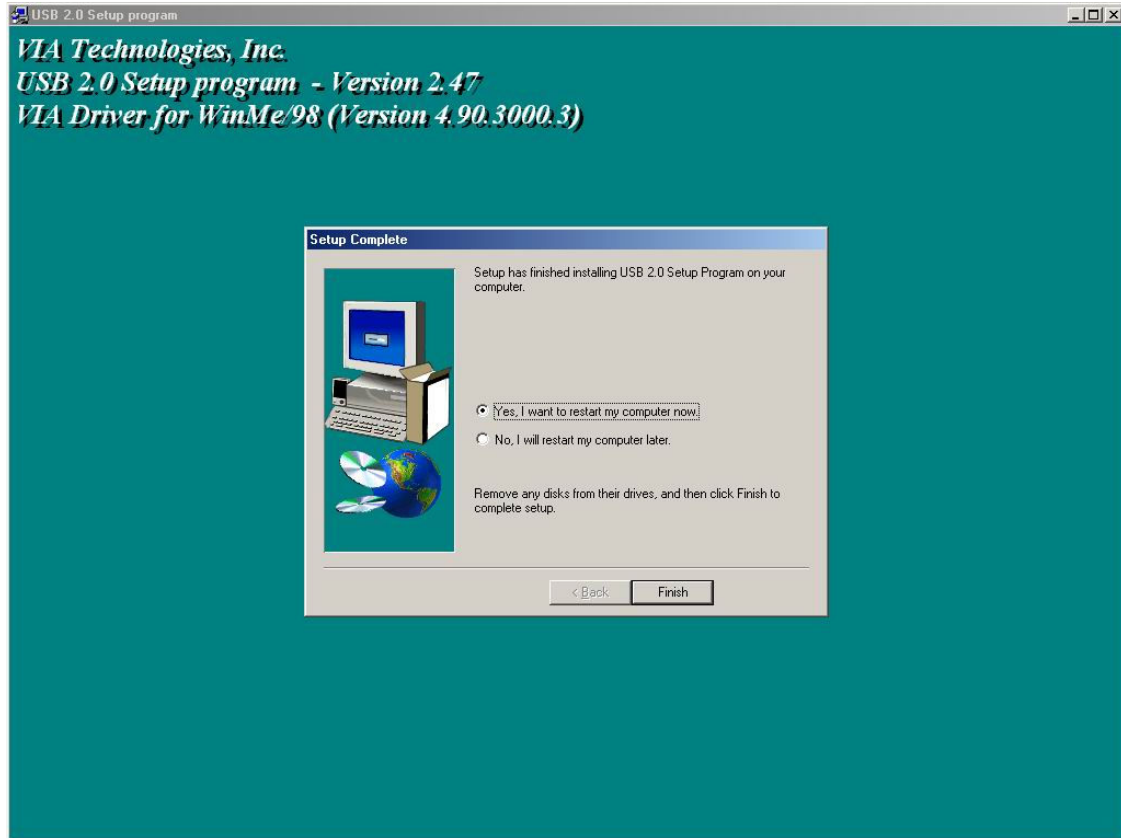 USB 2.0 Setup program
VIA Technologies, Inc.
USB 2.0 Setup program - Version 2.47
VIA Driver for WinMe/98 (Version 4.90.3000.3)
Setup Complete
Setup has finished installing USB 2.0 Setup Program on your
computer.
Yes, I want to restart my computer now.
No, I will restart my computer later.
Remove any disks from their drives, and then click Finish to
complete setup.
< Back
Finish